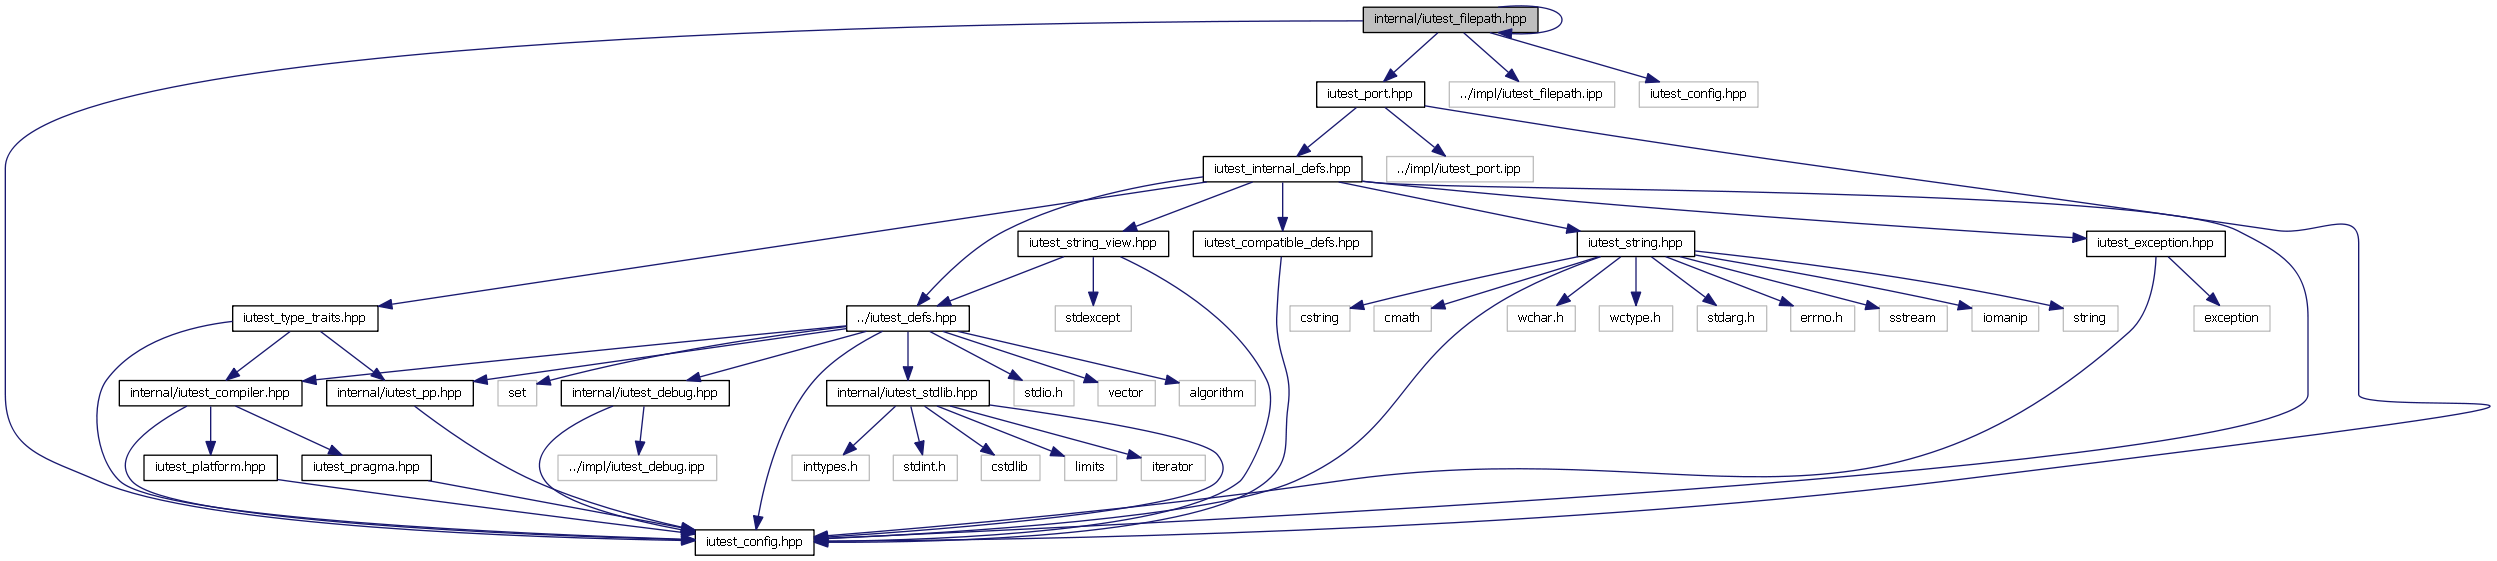 internal/iutest_filepath.hpp
iutest_port.hpp
../impl/iutest_filepath.ipp
iutest_config.hpp
iutest_internal_defs.hpp
../impl/iutest_port.ipp
iutest_string_view.hpp
iutest_compatible_defs.hpp
iutest_string.hpp
iutest_exception.hpp
iutest_type_traits.hpp
../iutest_defs.hpp
stdexcept
cstring
cmath
wchar.h
wctype.h
stdarg.h
errno.h
sstream
iomanip
string
exception
internal/iutest_compiler.hpp
internal/iutest_pp.hpp
set
internal/iutest_debug.hpp
internal/iutest_stdlib.hpp
stdio.h
vector
algorithm
iutest_platform.hpp
iutest_pragma.hpp
../impl/iutest_debug.ipp
inttypes.h
stdint.h
cstdlib
limits
iterator
iutest_config.hpp